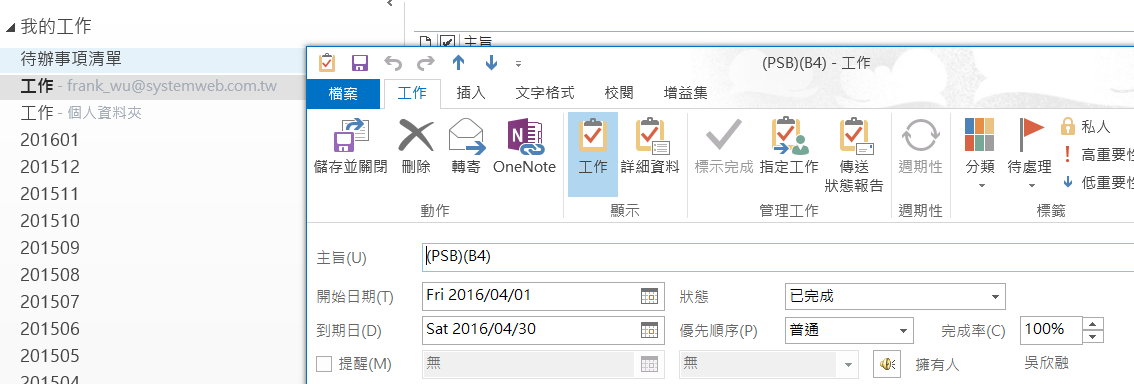 我的工作
待辦事項清單
工作 - frank_wu@systemweb.com.tw
工作 - 個人資料夾
201601
201512
201511
201510
201509
201508
201507
201506
201505
201504
主旨
(PSB)(B4) - 工作
檔案 工作 插入 文字格式 校閱 增益集
儲存並關閉 刪除 轉寄 OneNote 工作 詳細資料 標示完成 指定工作 傳送狀態報告 週期性 分類 待處理 私人
高重要性
低重要性
動作 顯示 管理工作 週期性 標籤
主旨(U) (PSB)(B4)
開始日期(T) Fri 2016/04/01 狀態 已完成
到期日(D) Sat 2016/04/30 優先順序(P) 普通 完成率(C) 100%
提醒(M) 無 無 擁有人 吳欣融